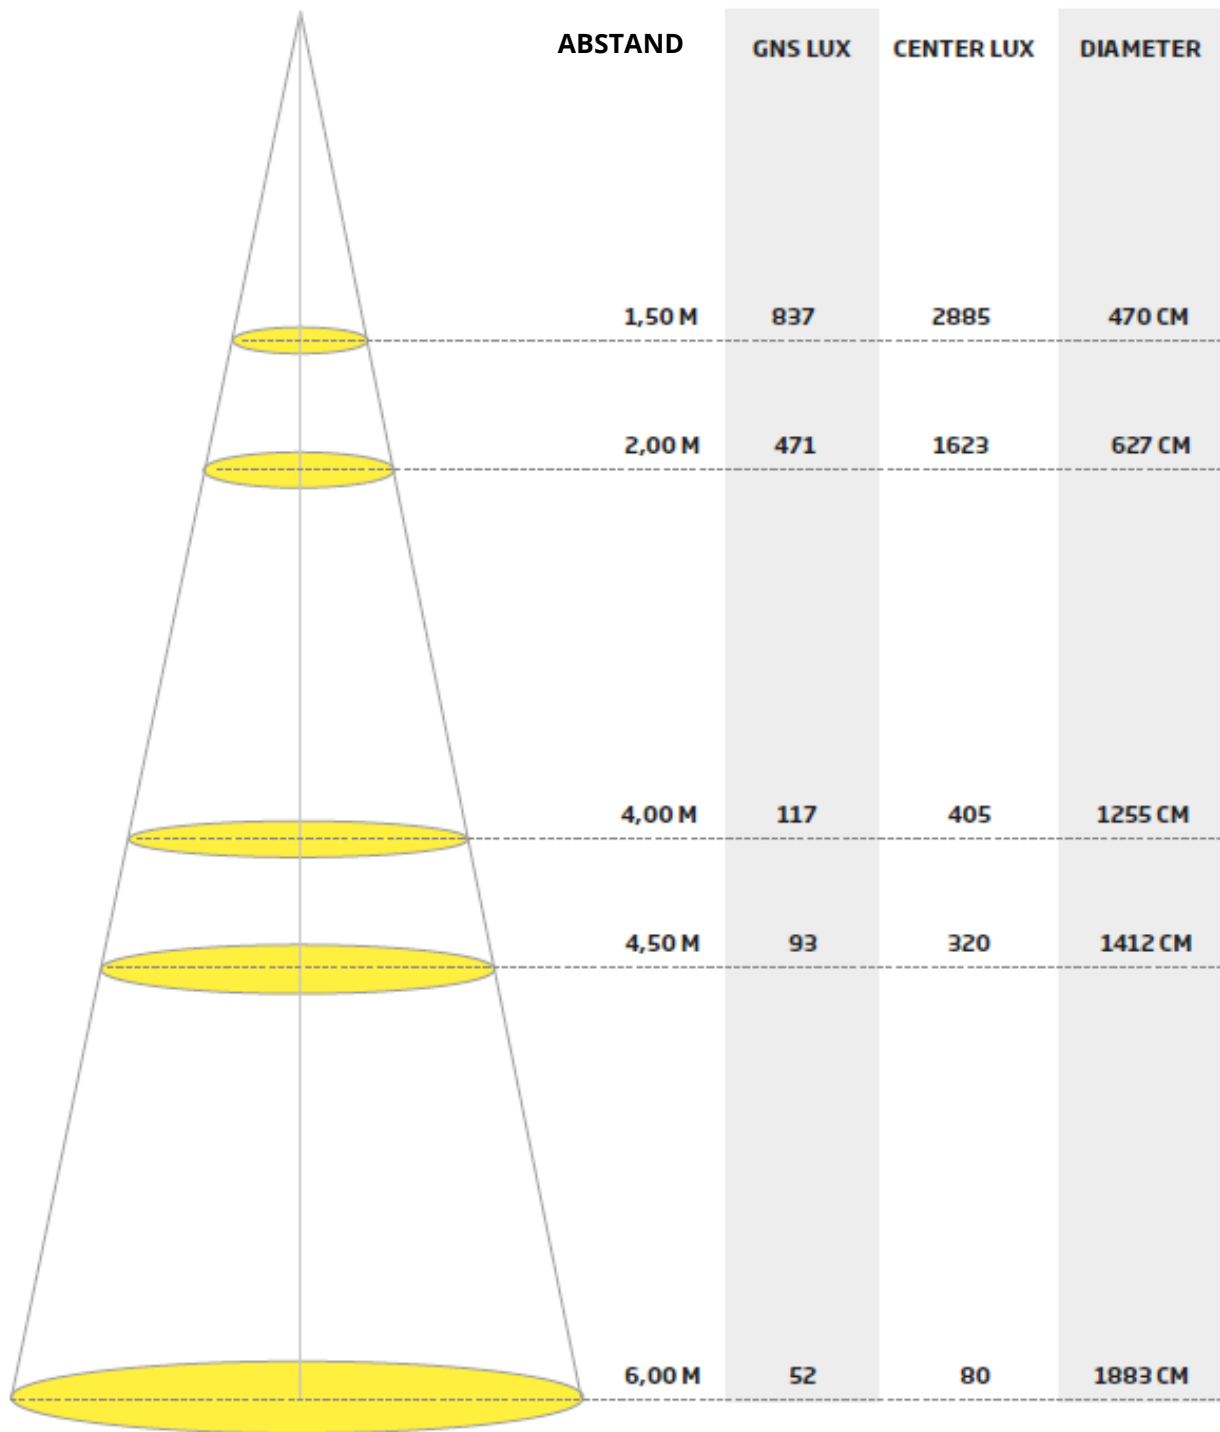 ABSTAND GNS LUX CENTER LUX DIAMETER
1,50 M 837 2885 470 CM
2,00 M 471 1623 627 CM
4,00 M 117 405 1255 CM
4,50 M 93 320 1412 CM
6,00 M 52 80 1883 CM